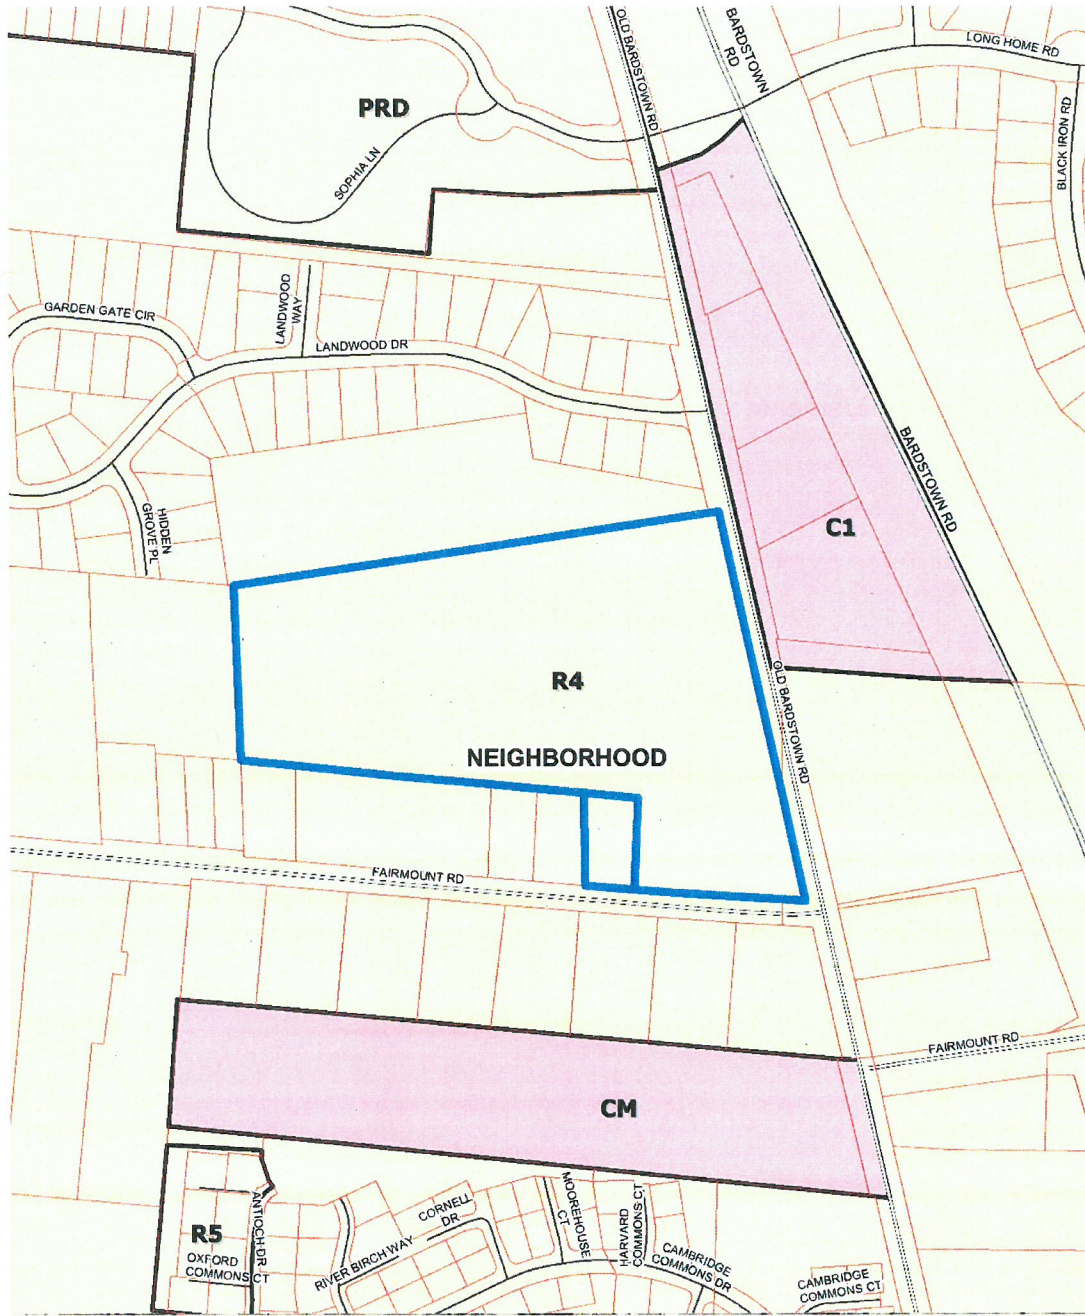 OLD BARDSTOWN RD
BARDSTOWN
RD
LONG HOME RD
PRD
BLACK IRON RD
SOPHIA LN
LANDWOOD
WAY
GARDEN GATE CIR
LANDWOOD DR
BARDSTOWN RD
HIDDEN
GROVE PL
C1
R4
OLD BARDSTOWN RD
NEIGHBORHOOD
FAIRMOUNT RD
FAIRMOUNT RD
CM
ANTIOCH DR
R5
OXFORD
COMMONS CT
RIVER BIRCH WAY
CORNELL
DR
MOOREHOUSE
CT
HARVARD
COMMONS CT
CAMBRIDGE
COMMONS DR
CAMBRIDGE
COMMONS CT